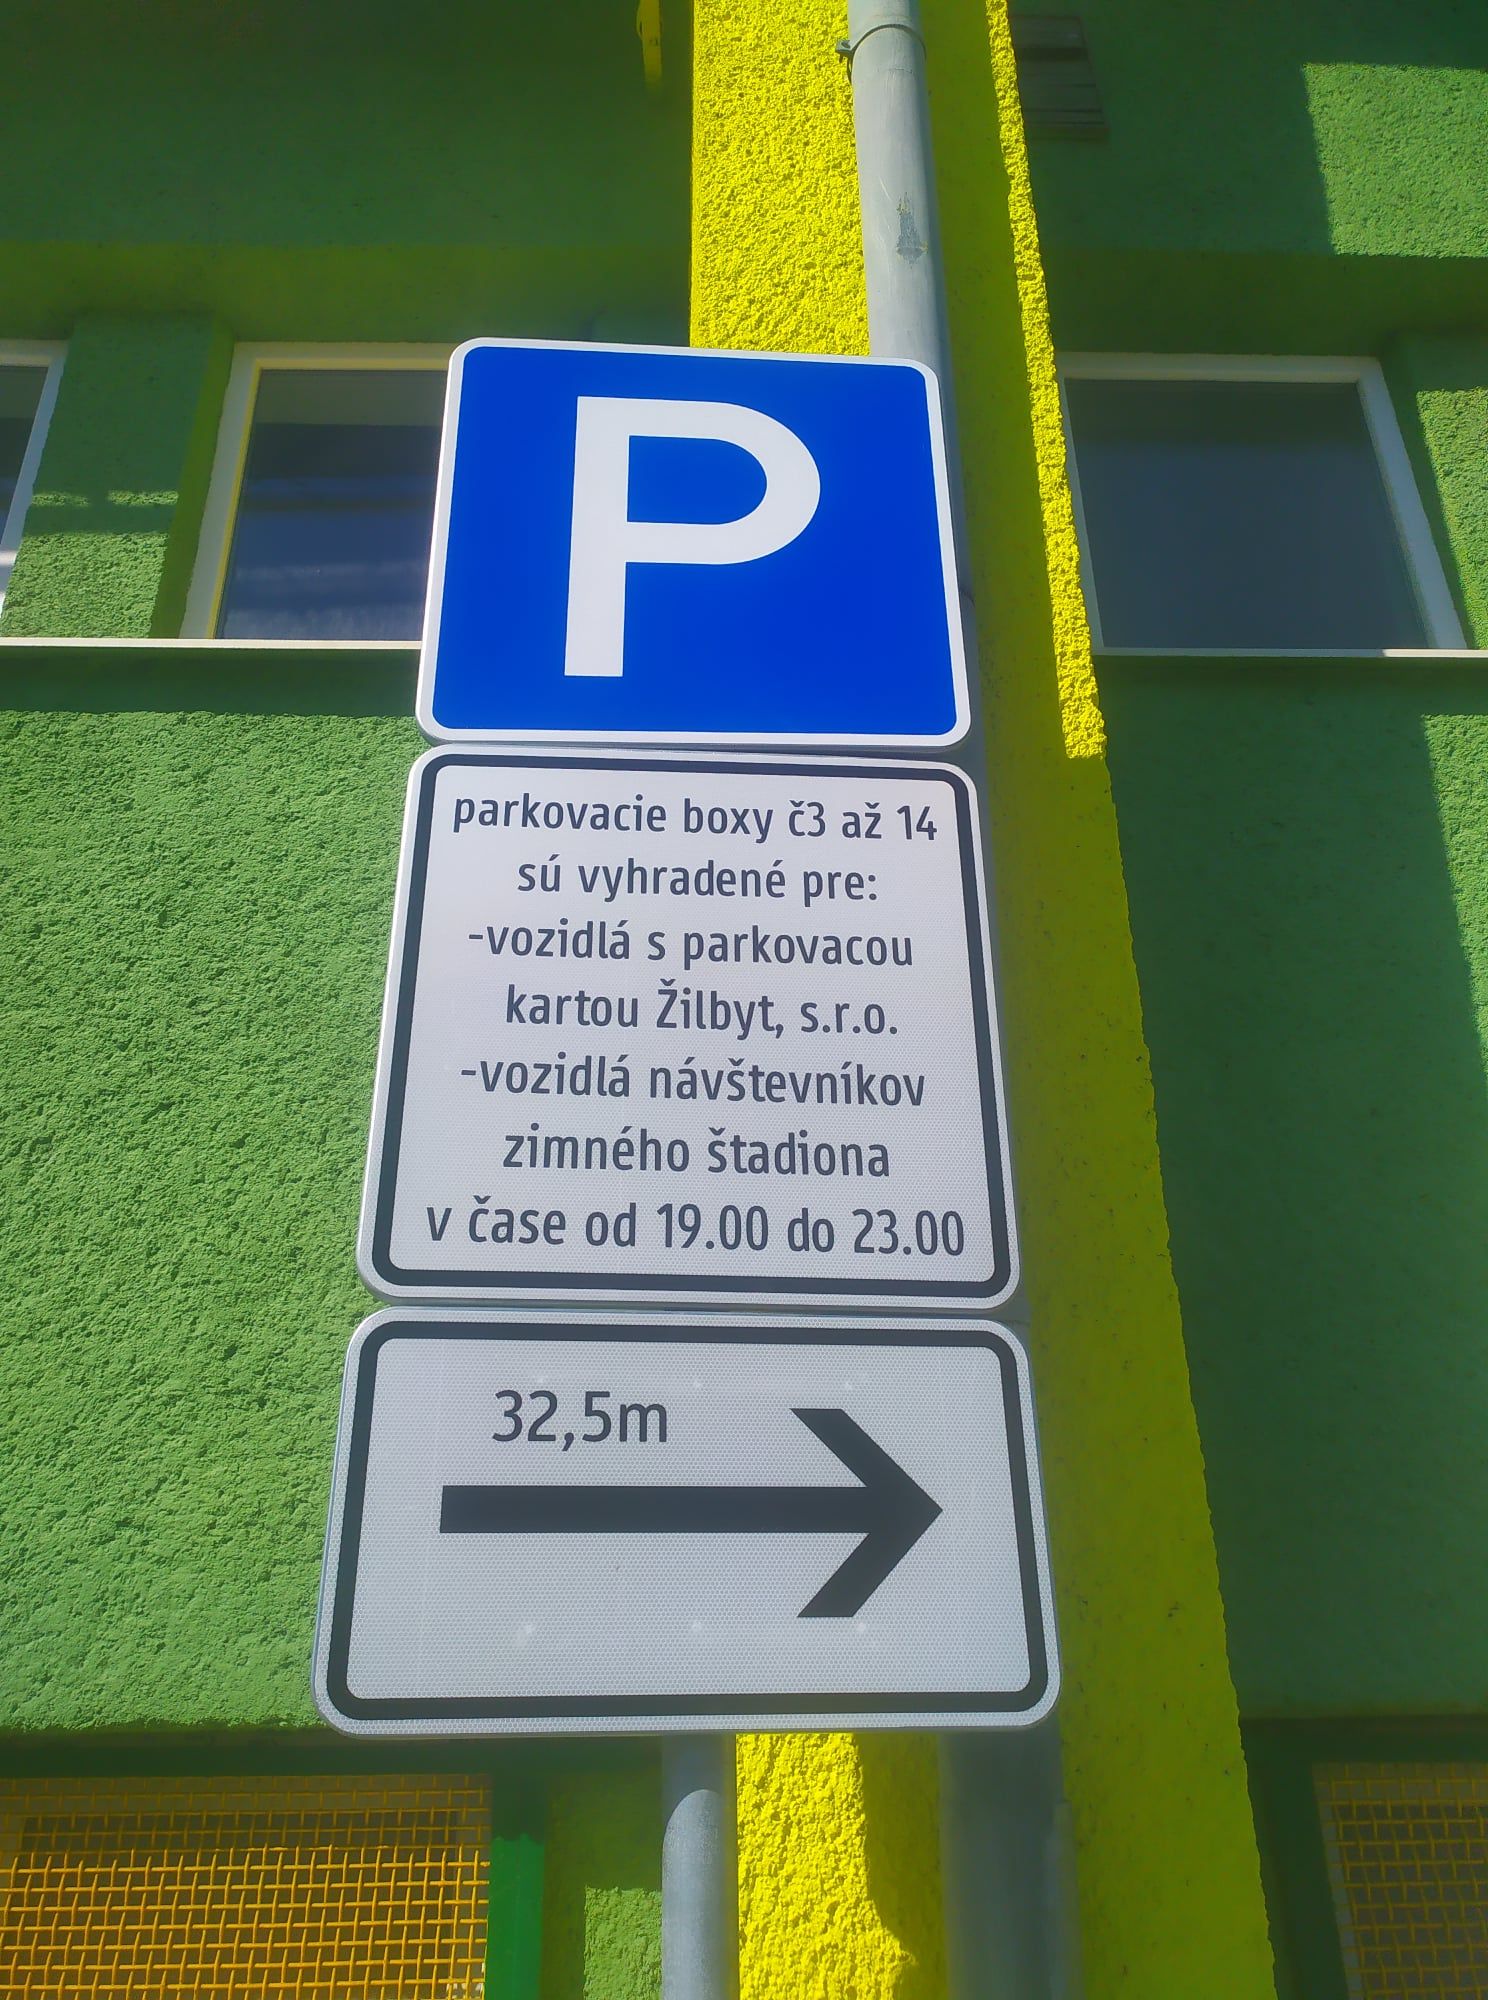 P
parkovacie boxy č3 až 14
sú vyhradené pre:
-vozidlá s parkovacou
kartou Žilbyt, s.r.o.
-vozidlá návštevníkov
zimného štadiona
v čase od 19.00 do 23.00
32,5m